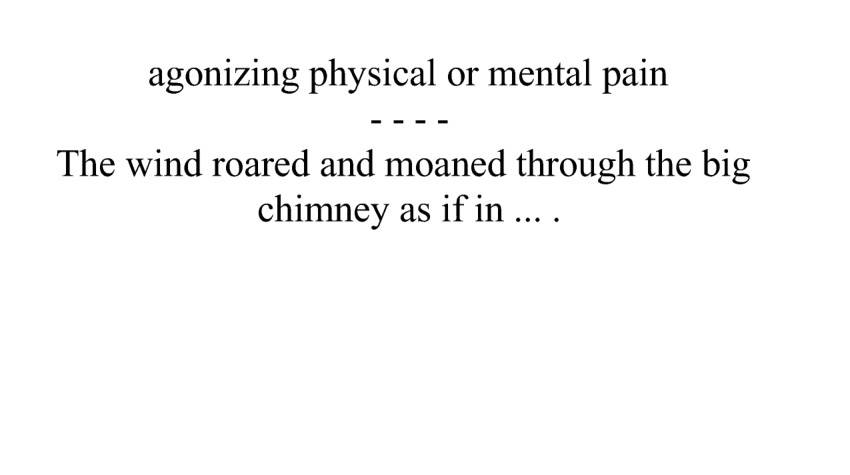 agonizing physical or mental pain
- - - -
The wind roared and moaned through the big
chimney as if in ... .